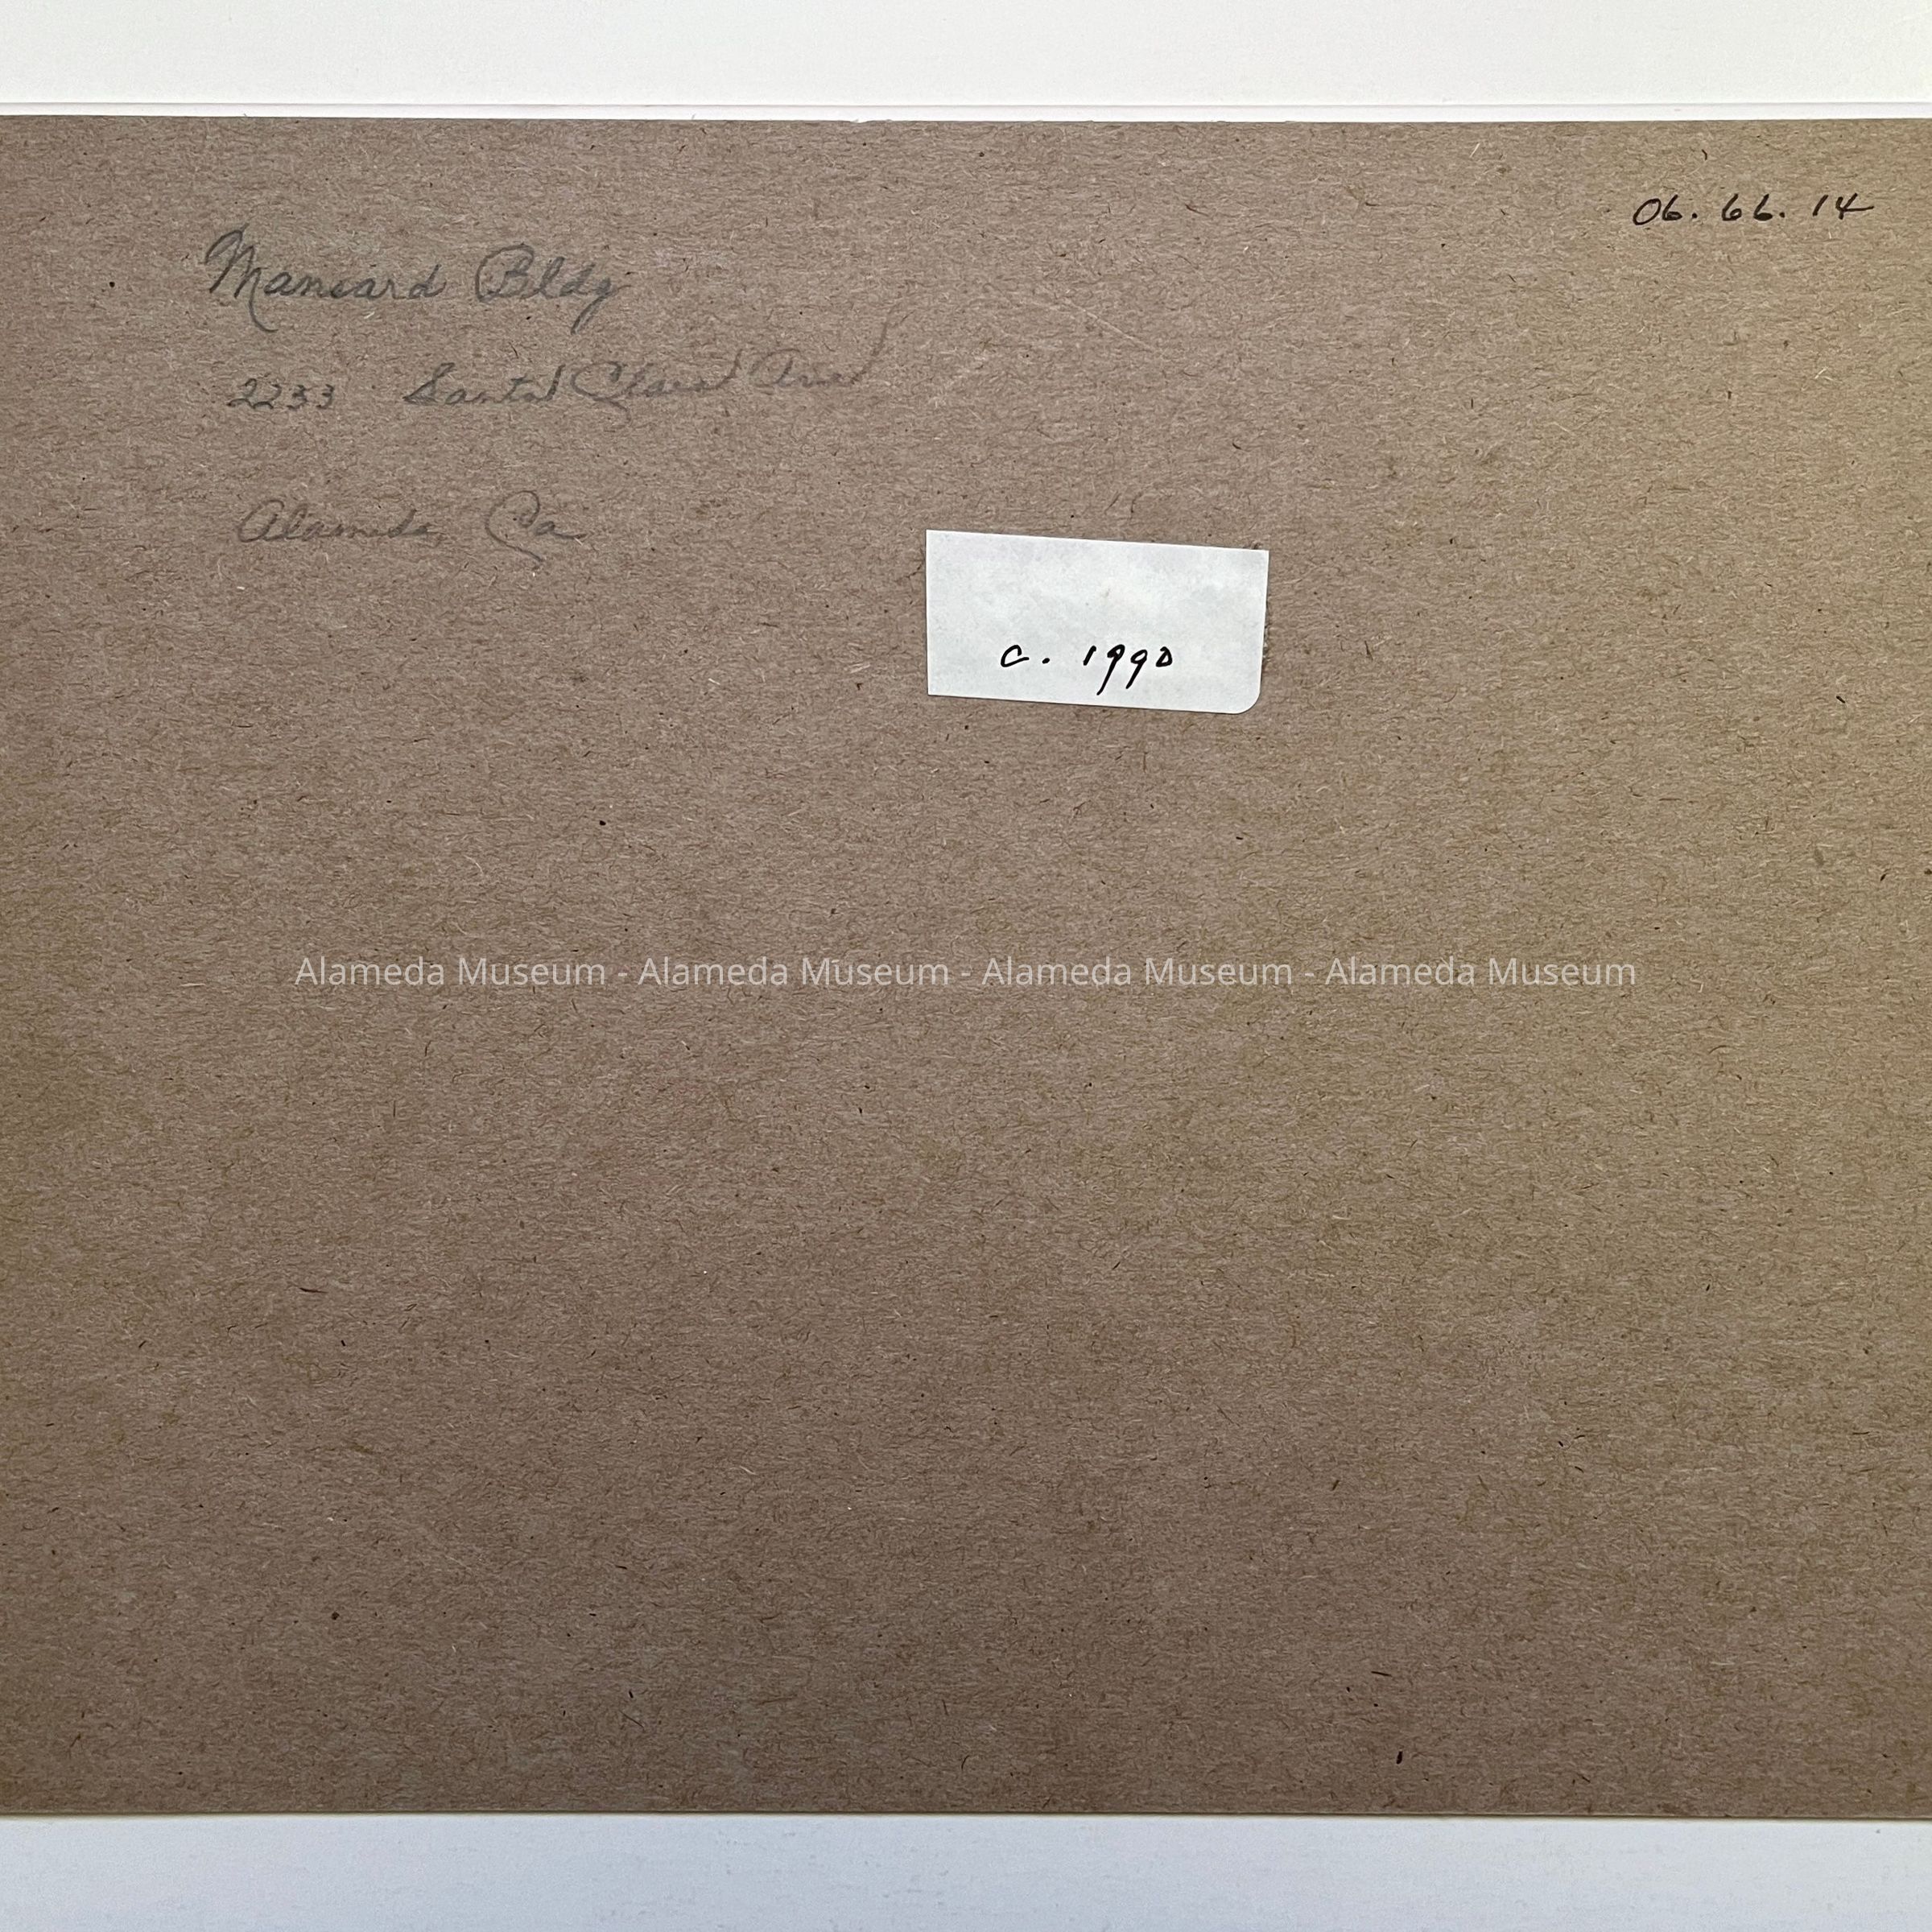 06. 66. 14
Mansard Bldg
2233 Santa Clara Ave
Alameda, Ca
c. 1990
Alameda Museum - Alameda Museum - Alameda Museum - Alameda Museum